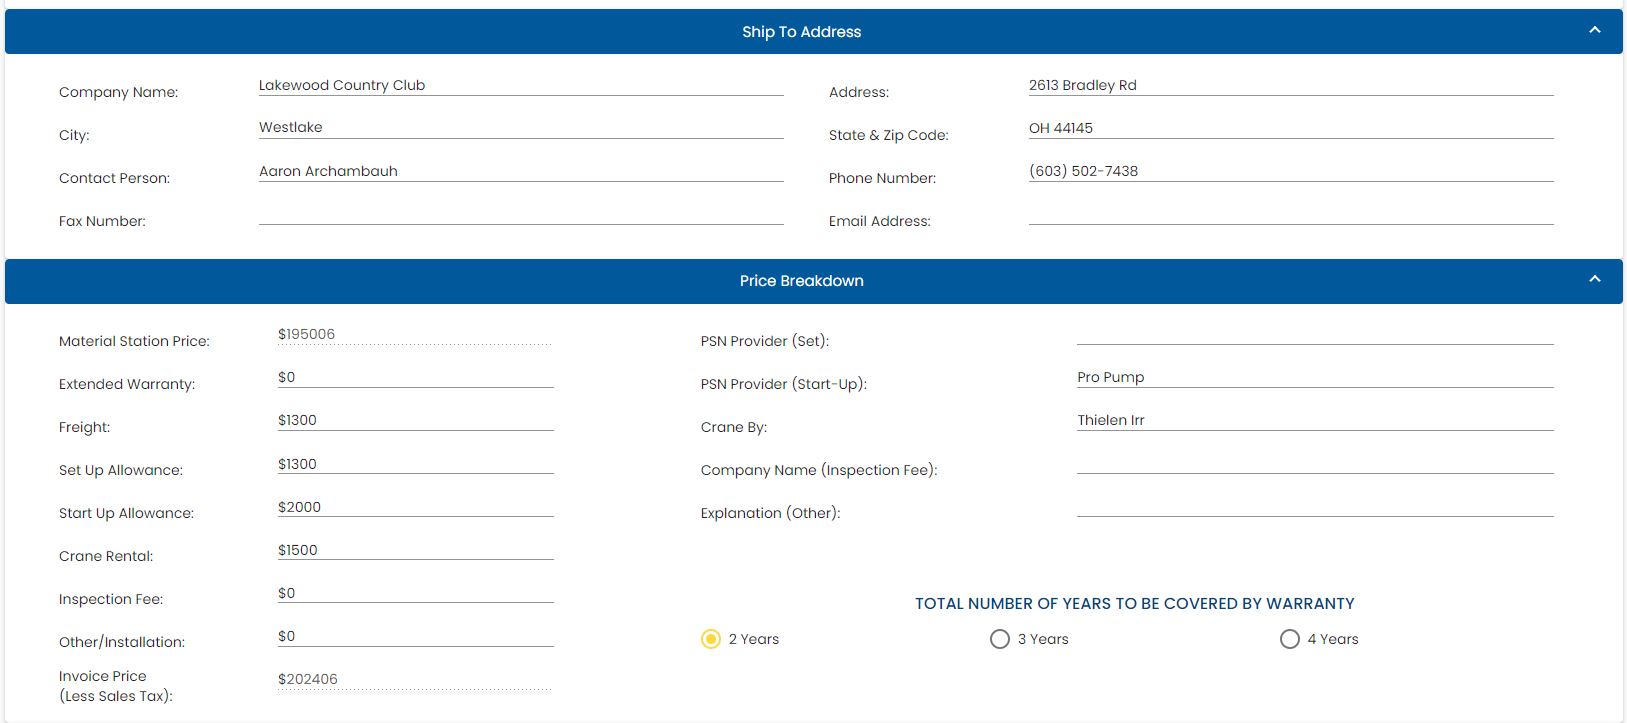 Ship To Address
Company Name: Lakewood Country Club Address: 2613 Bradley Rd
City: Westlake State & Zip Code: OH 44145
Contact Person: Aaron Archambauh Phone Number: (603) 502-7438
Fax Number: Email Address:
Price Breakdown
Material Station Price: $195006 PSN Provider (Set):
Extended Warranty: $0 PSN Provider (Start-Up): Pro Pump
Freight: $1300 Crane By: Thielen Irr
Set Up Allowance: $1300 Company Name (Inspection Fee):
Start Up Allowance: $2000 Explanation (Other):
Crane Rental: $1500
Inspection Fee: $0 TOTAL NUMBER OF YEARS TO BE COVERED BY WARRANTY
Other/Installation: $0 2 Years 3 Years 4 Years
Invoice Price $202406
(Less Sales Tax):